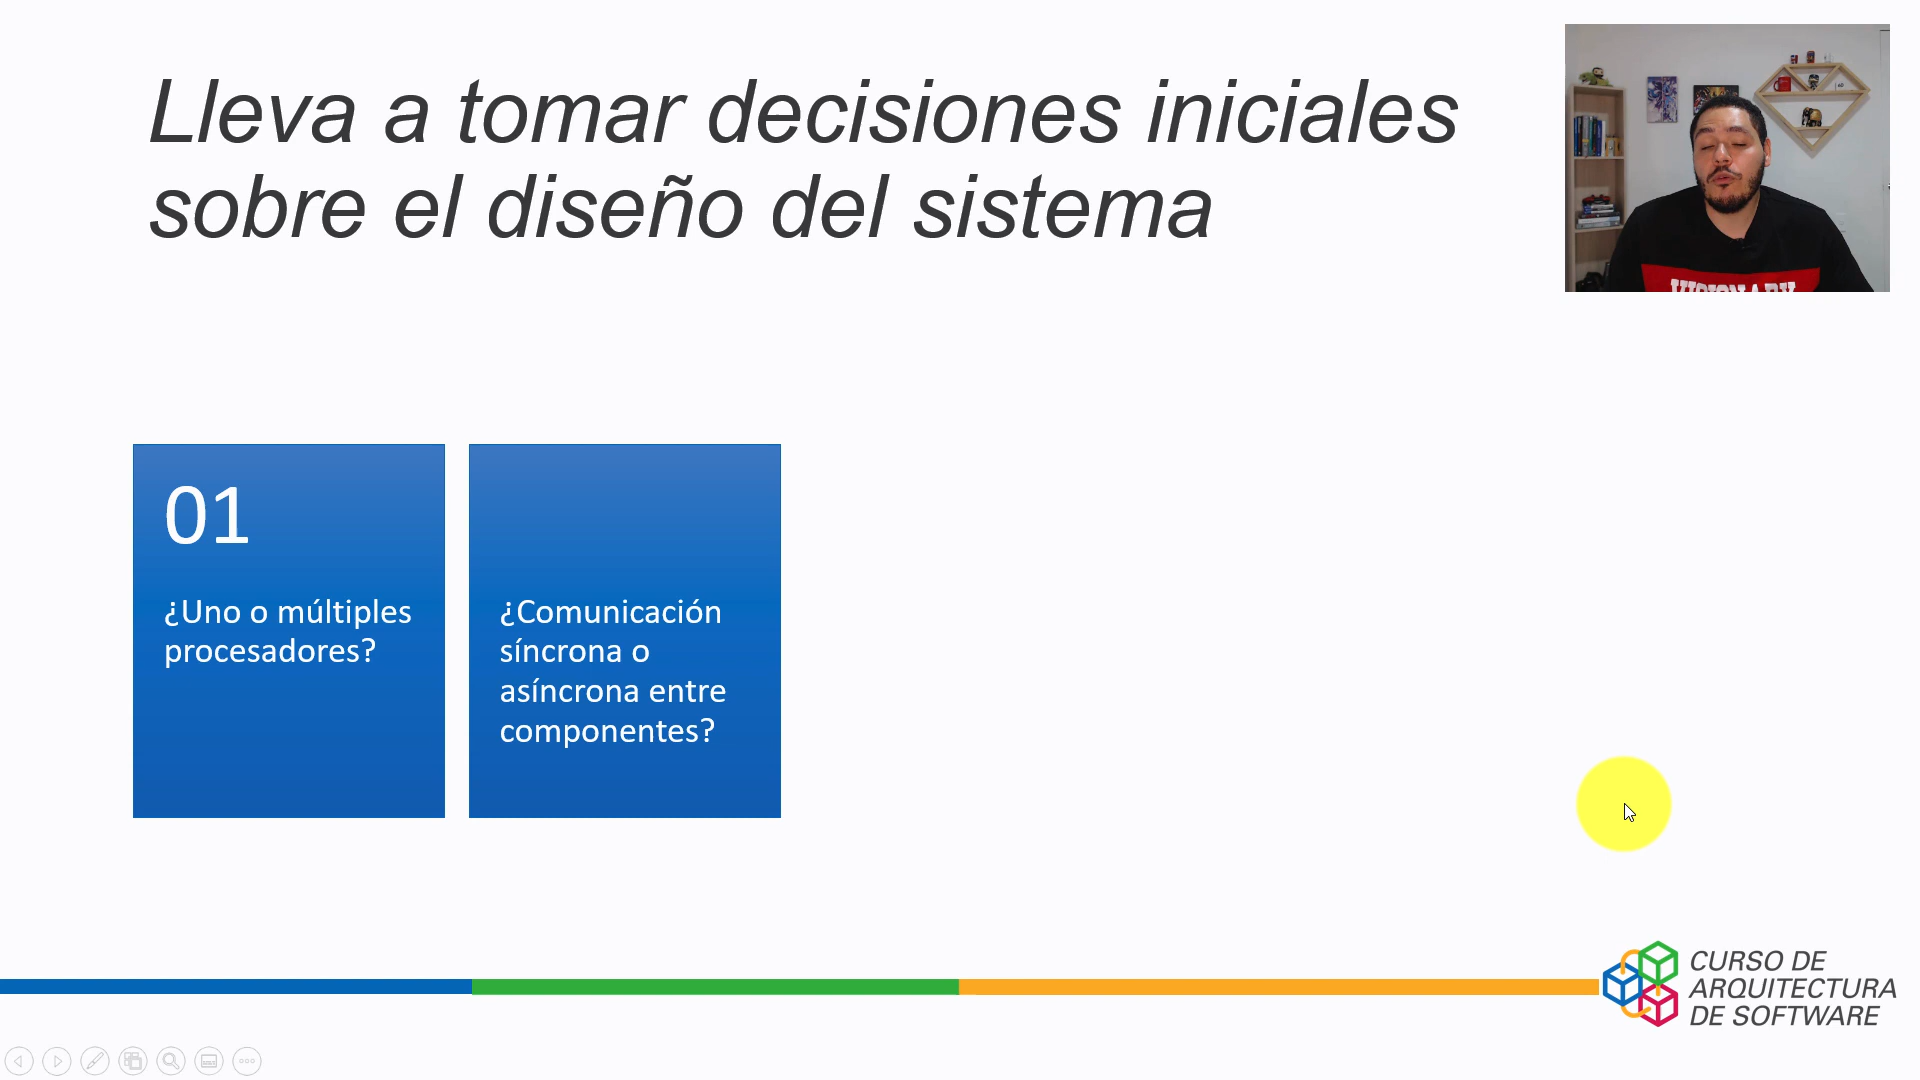 Lleva a tomar decisiones iniciales
sobre el diseño del sistema
01
¿Uno o múltiples
procesadores?
¿Comunicación
síncrona o
asíncrona entre
componentes?
CURSO DE
ARQUITECTURA
DE SOFTWARE